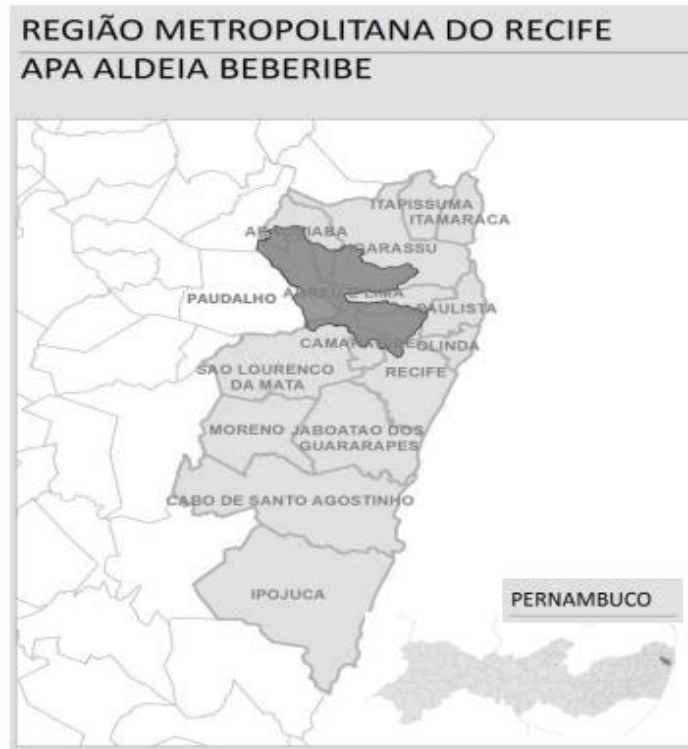 REGIÃO METROPOLITANA DO RECIFE
APA ALDEIA BEBERIBE
ITAPISSUMA
ITAMARACA
PAUDALHO
PAULISTA
OLINDA
SAO LOURENCO
DA MATA
RECIFE
MORENO
JABOATAO DOS
GUARARAPES
CABO DE SANTO AGOSTINHO
IPOJUCA
PERNAMBUCO